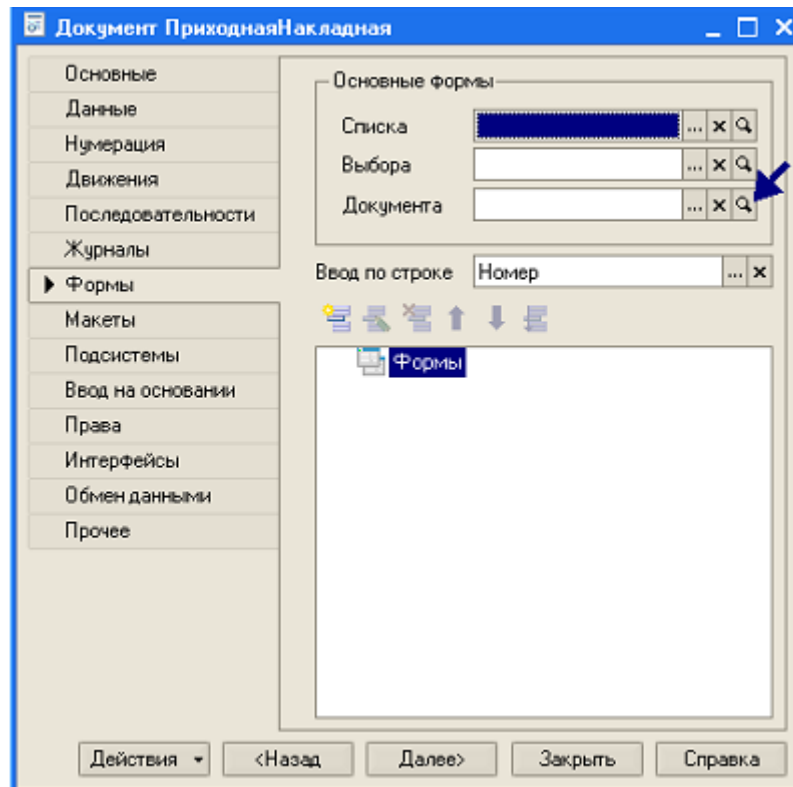 Документ ПриходнаяНакладная
Основные
Данные
Нумерация
Движения
Последовательности
Журналы
Формы
Макеты
Подсистемы
Ввод на основании
Права
Интерфейсы
Обмен данными
Прочее
Основные формы
Списка
...
Выбора
...
Документа
...
Ввод по строке Номер ...
Формы
Действия <Назад Далее> Закрыть Справка